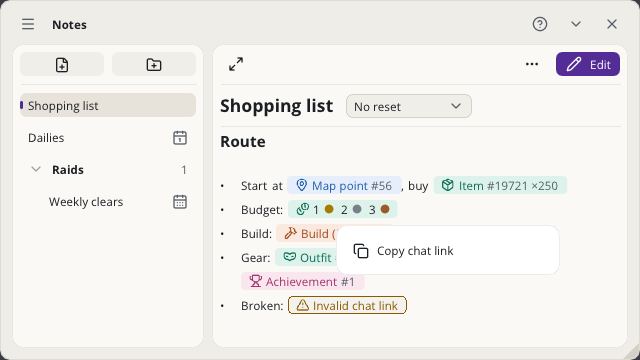 Notes
Edit
Shopping list
Dailies
Raids 1
Weekly clears
Shopping list No reset
Route
• Start at Map point #56 , buy Item #19721 ×250
• Budget: 1 2 3
• Build: Build (
Copy chat link
• Gear: Outfit
Achievement #1
• Broken: Invalid chat link